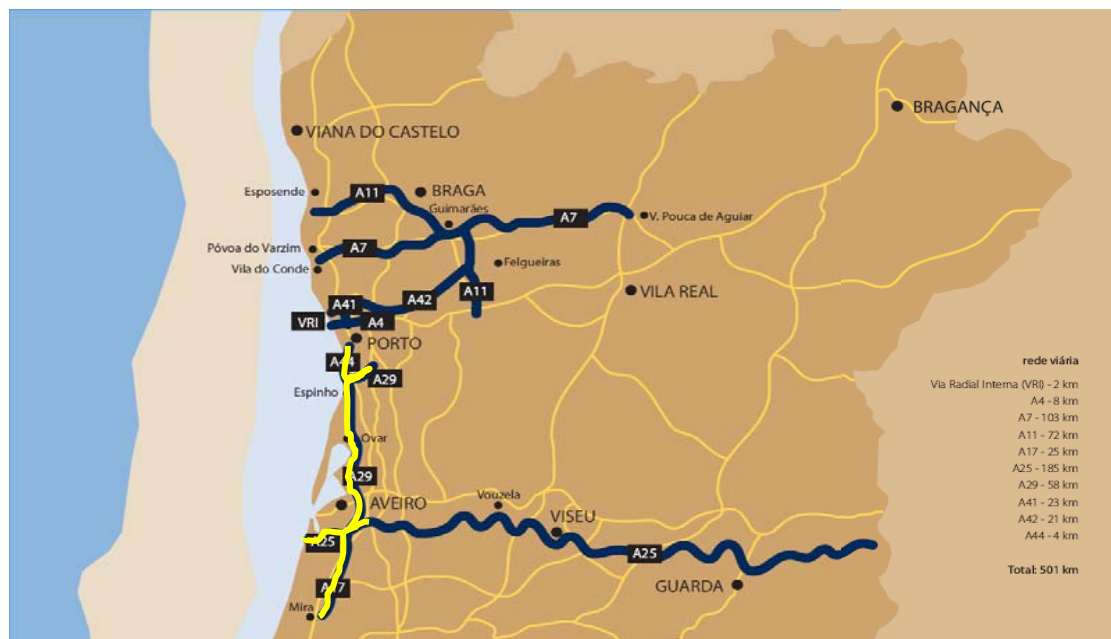 BRAGANÇA
VIANA DO CASTELO
Esposende
A11
BRAGA
Guimarães
A7
V. Pouca de Aguiar
Póvoa do Varzim
A7
Vila do Conde
Felgueiras
A41
A42
A11
VILA REAL
VRI
A4
PORTO
A44
A29
Espinho
Ovar
A29
AVEIRO
Vouzela
VISEU
A25
A25
GUARDA
A17
Mira
rede viária
Via Radial Interna (VRI) - 2 km
A4 - 8 km
A7 - 103 km
A11 - 72 km
A17 - 25 km
A25 - 185 km
A29 - 58 km
A41 - 23 km
A42 - 21 km
A44 - 4 km
Total: 501 km